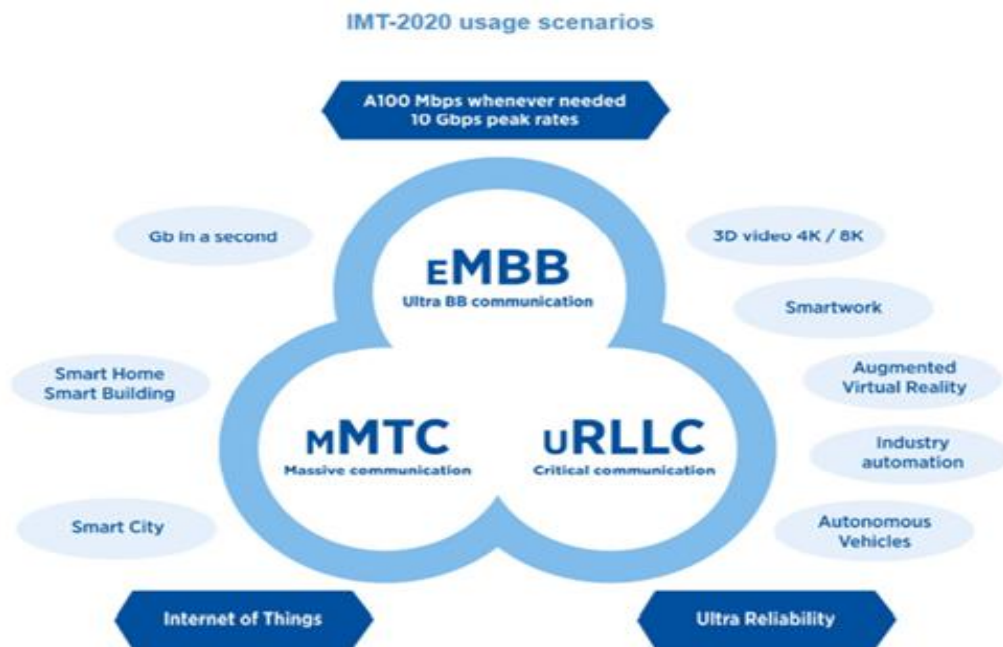 IMT-2020 usage scenarios
A100 Mbps whenever needed
10 Gbps peak rates
Gb in a second
3D video 4K / 8K
EMBB
Ultra BB communication
Smartwork
Smart Home
Smart Building
Augmented
Virtual Reality
MMTC
Massive communication
URLLC
Critical communication
Industry
automation
Smart City
Autonomous
Vehicles
Internet of Things
Ultra Reliability